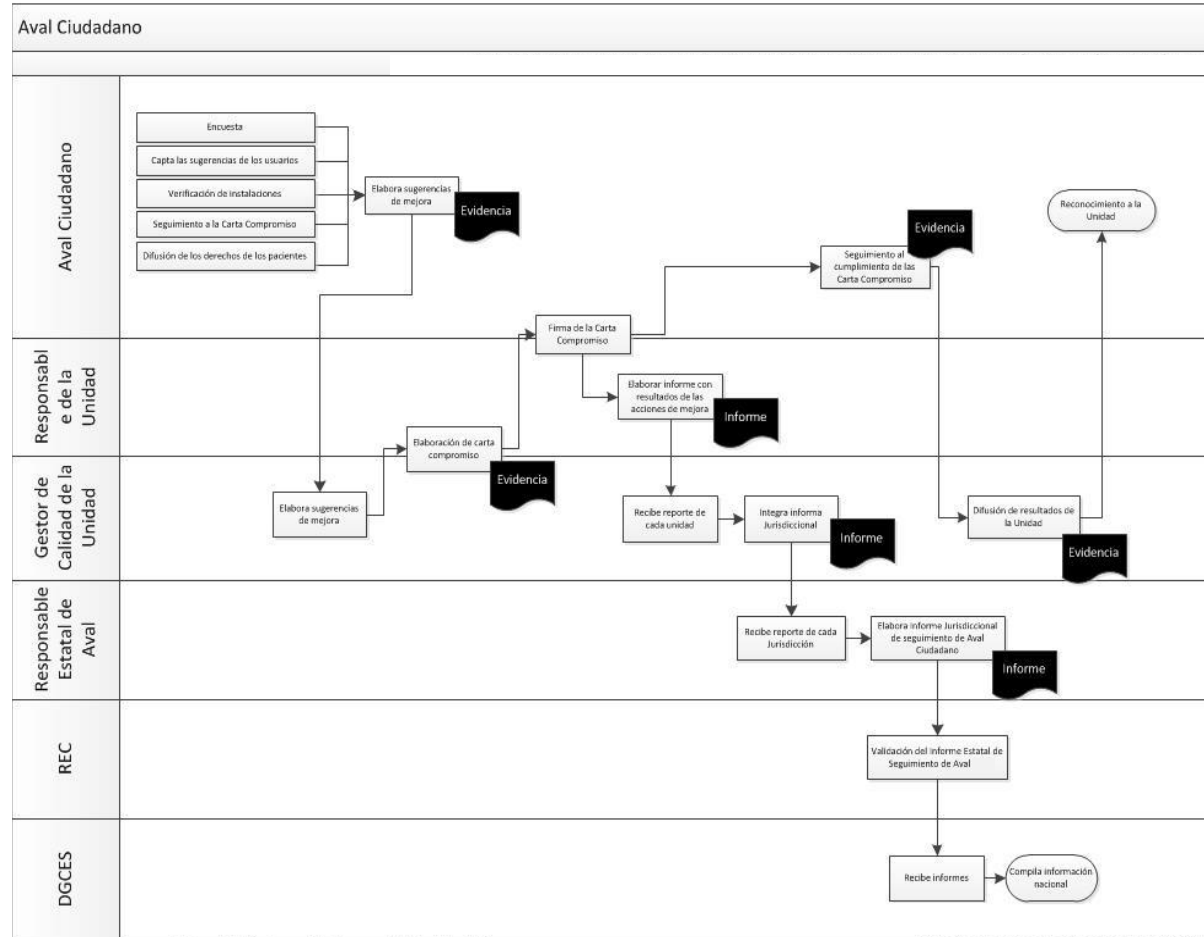 Aval Ciudadano
Aval Ciudadano
Encuesta
Capta las sugerencias de los usuarios
Verificación de instalaciones
Seguimiento a la Carta Compromiso
Difusión de los derechos de los pacientes
Elabora sugerencias
de mejora
Evidencia
Evidencia
Seguimiento al
cumplimiento de las
Carta Compromiso
Reconocimiento a la
Unidad
Firma de la Carta
Compromiso
Responsabl
e de la
Unidad
Elaborar informe con
resultados de las
acciones de mejora
Informe
Elaboración de carta
compromiso
Evidencia
Gestor de
Calidad de la
Unidad
Elabora sugerencias
de mejora
Recibe reporte de
cada unidad
Integra informa
Jurisdiccional
Informe
Difusión de resultados de
la Unidad
Evidencia
Responsable
Estatal de
Aval
Recibe reporte de cada
Jurisdicción
Elabora Informe Jurisdiccional
de seguimiento de Aval
Ciudadano
Informe
REC
Validación del Informe Estatal de
Seguimiento de Aval
DGCES
Recibe informes
Compila información
nacional